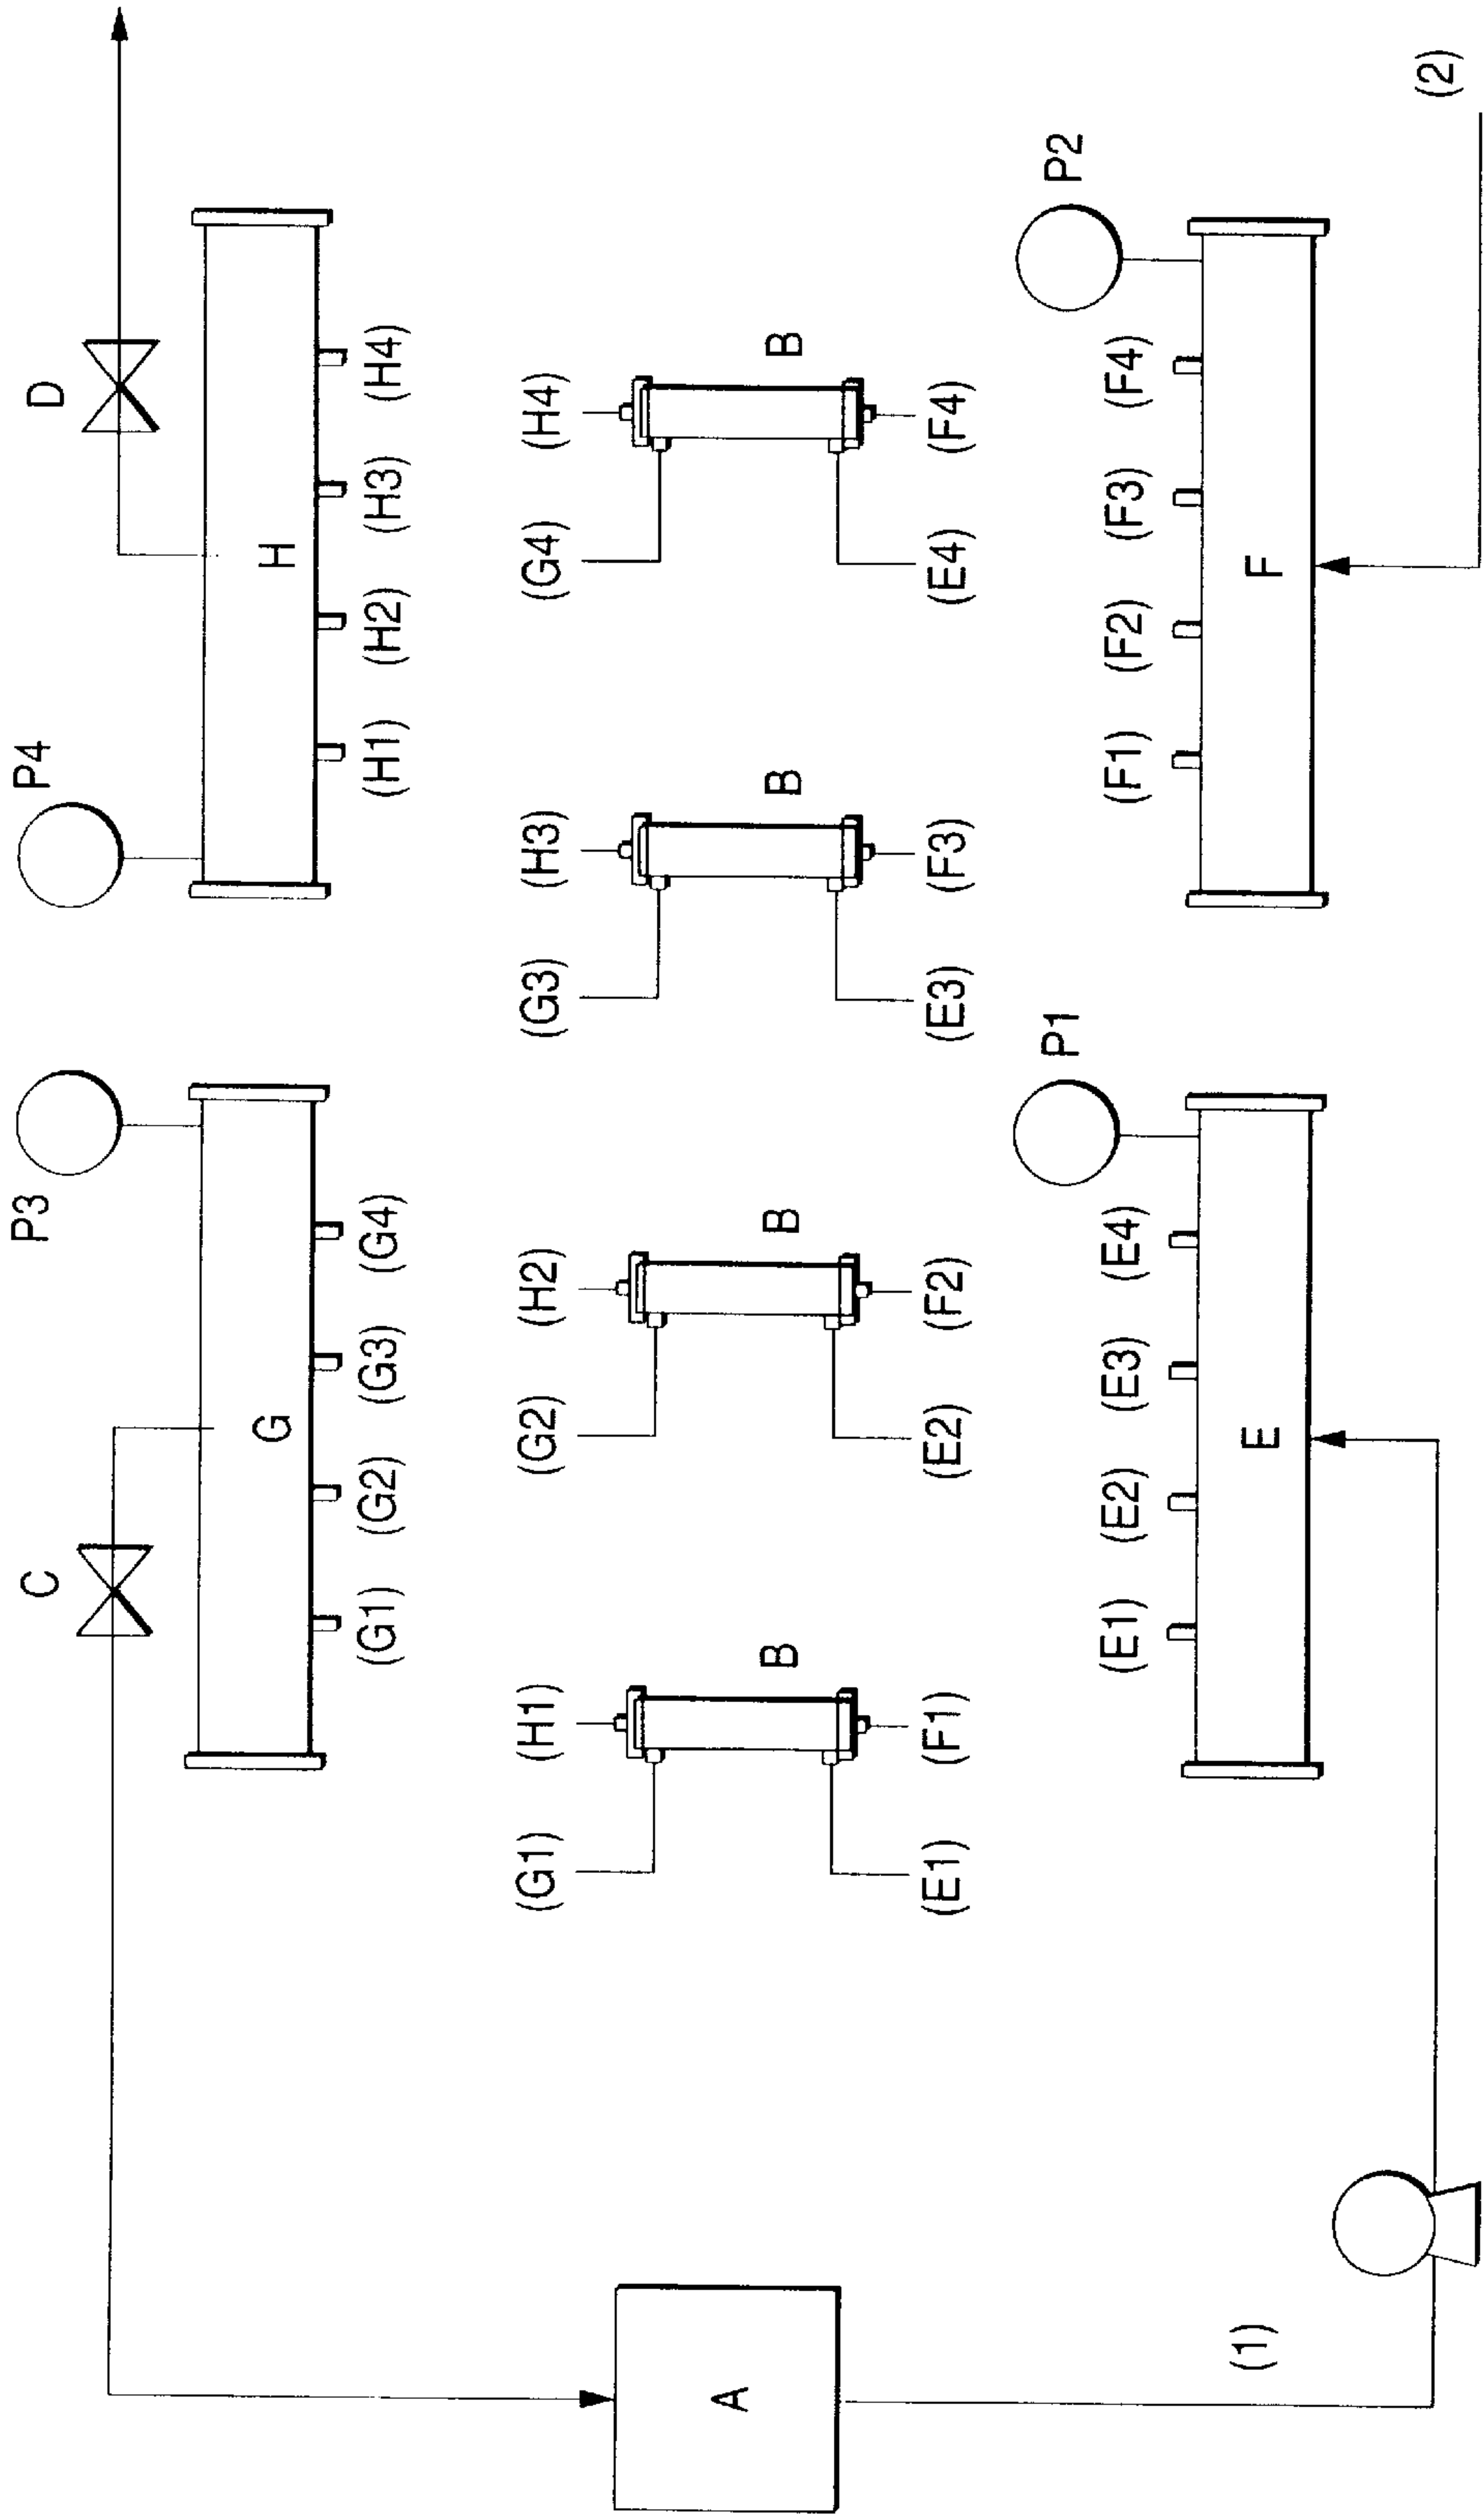 P3
C
P4
D
G
H
(G1) (G2) (G3) (G4)
(H1) (H2) (H3) (H4)
(G1) (H1) (G2) (H2) (G3) (H3) (G4) (H4)
A
B
B
B
B
(E1) (F1) (E2) (F2) (E3) (F3) (E4) (F4)
P1
P2
(E1) (E2) (E3) (E4)
(F1) (F2) (F3) (F4)
(1)
E
F
(2)